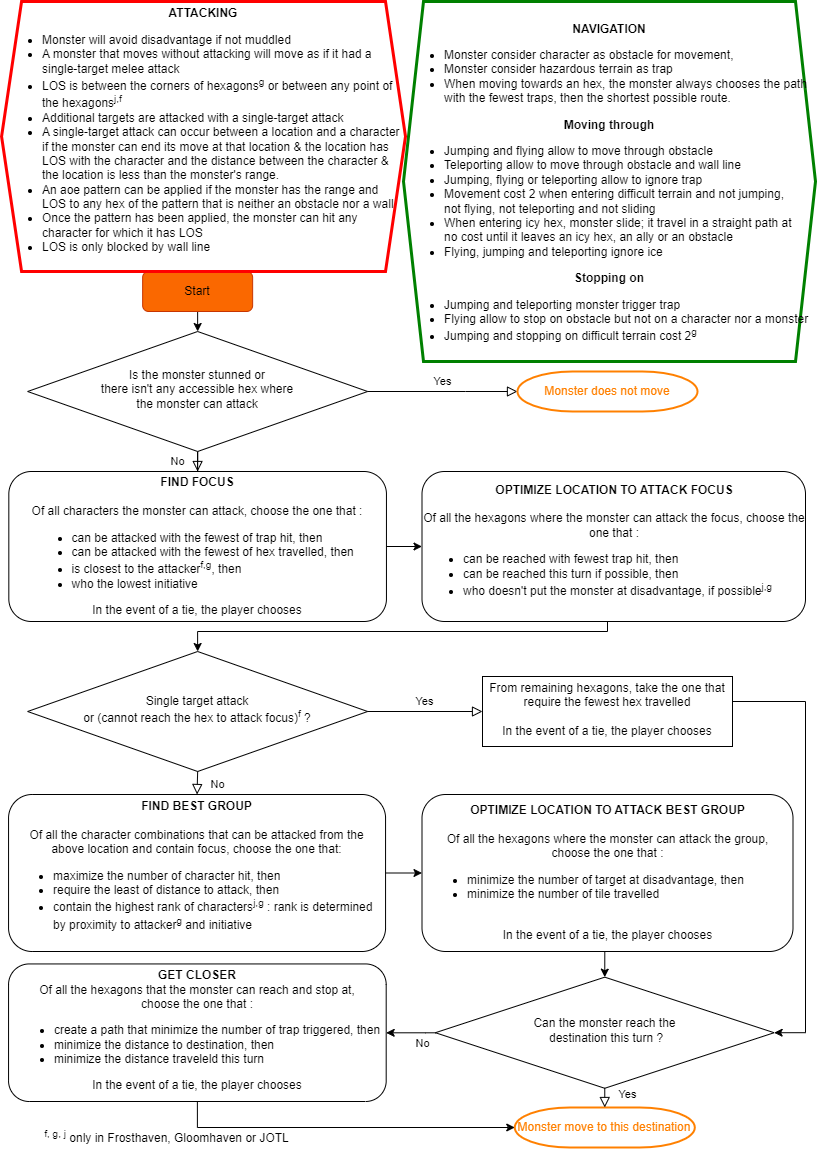 ATTACKING
• Monster will avoid disadvantage if not muddled
• A monster that moves without attacking will move as if it had a
single-target melee attack
• LOS is between the corners of hexagonsᵍ or between any point of
the hexagonsʲ,ᶠ
• Additional targets are attacked with a single-target attack
• A single-target attack can occur between a location and a character
if the monster can end its move at that location & the location has
LOS with the character and the distance between the character &
the location is less than the monster's range.
• An aoe pattern can be applied if the monster has the range and
LOS to any hex of the pattern that is neither an obstacle nor a wall
• Once the pattern has been applied, the monster can hit any
character for which it has LOS
• LOS is only blocked by wall line
NAVIGATION
• Monster consider character as obstacle for movement,
• Monster consider hazardous terrain as trap
• When moving towards an hex, the monster always chooses the path
with the fewest traps, then the shortest possible route.
Moving through
• Jumping and flying allow to move through obstacle
• Teleporting allow to move through obstacle and wall line
• Jumping, flying or teleporting allow to ignore trap
• Movement cost 2 when entering difficult terrain and not jumping,
not flying, not teleporting and not sliding
• When entering icy hex, monster slide; it travel in a straight path at
no cost until it leaves an icy hex, an ally or an obstacle
• Flying, jumping and teleporting ignore ice
Stopping on
• Jumping and teleporting monster trigger trap
• Flying allow to stop on obstacle but not on a character nor a monster
• Jumping and stopping on difficult terrain cost 2ᵍ
Start
Is the monster stunned or
there isn't any accessible hex where
the monster can attack
Yes
Monster does not move
No
FIND FOCUS
Of all characters the monster can attack, choose the one that :
• can be attacked with the fewest of trap hit, then
• can be attacked with the fewest of hex travelled, then
• is closest to the attackerᶠ,ᵍ, then
• who the lowest initiative
In the event of a tie, the player chooses
OPTIMIZE LOCATION TO ATTACK FOCUS
Of all the hexagons where the monster can attack the focus, choose the
one that :
• can be reached with fewest trap hit, then
• can be reached this turn if possible, then
• who doesn't put the monster at disadvantage, if possibleʲ,ᵍ
Single target attack
or (cannot reach the hex to attack focus)ᶠ ?
Yes
From remaining hexagons, take the one that
require the fewest hex travelled
In the event of a tie, the player chooses
No
FIND BEST GROUP
Of all the character combinations that can be attacked from the
above location and contain focus, choose the one that:
• maximize the number of character hit, then
• require the least of distance to attack, then
• contain the highest rank of charactersʲ,ᵍ : rank is determined
by proximity to attackerᵍ and initiative
OPTIMIZE LOCATION TO ATTACK BEST GROUP
Of all the hexagons where the monster can attack the group,
choose the one that :
• minimize the number of target at disadvantage, then
• minimize the number of tile travelled
In the event of a tie, the player chooses
GET CLOSER
Of all the hexagons that the monster can reach and stop at,
choose the one that :
• create a path that minimize the number of trap triggered, then
• minimize the distance to destination, then
• minimize the distance traveleld this turn
In the event of a tie, the player chooses
Can the monster reach the
destination this turn ?
No
Yes
Monster move to this destination
ᶠ, ᵍ, ʲ only in Frosthaven, Gloomhaven or JOTL